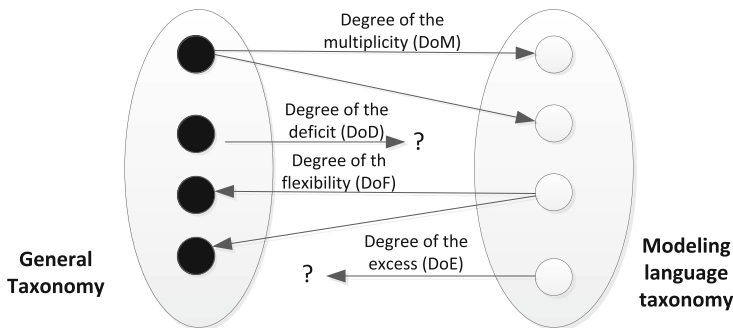 Degree of the
multiplicity (DoM)
Degree of the
deficit (DoD)
?
Degree of th
flexibility (DoF)
General
Taxonomy
Degree of the
excess (DoE)
?
Modeling
language
taxonomy